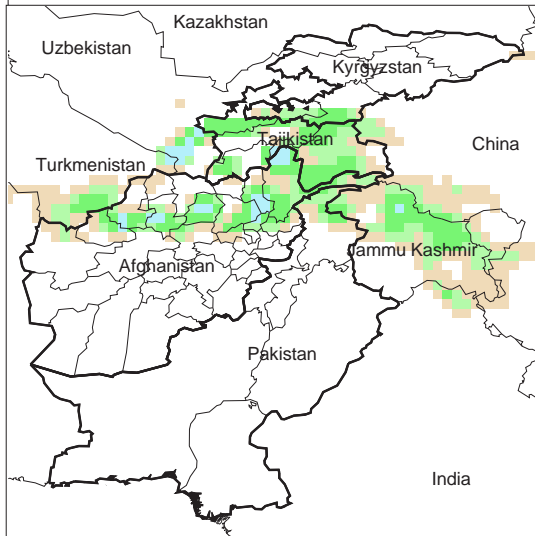 Kazakhstan
Uzbekistan
Kyrgyzstan
Tajikistan
China
Turkmenistan
Jammu Kashmir
Afghanistan
Pakistan
India